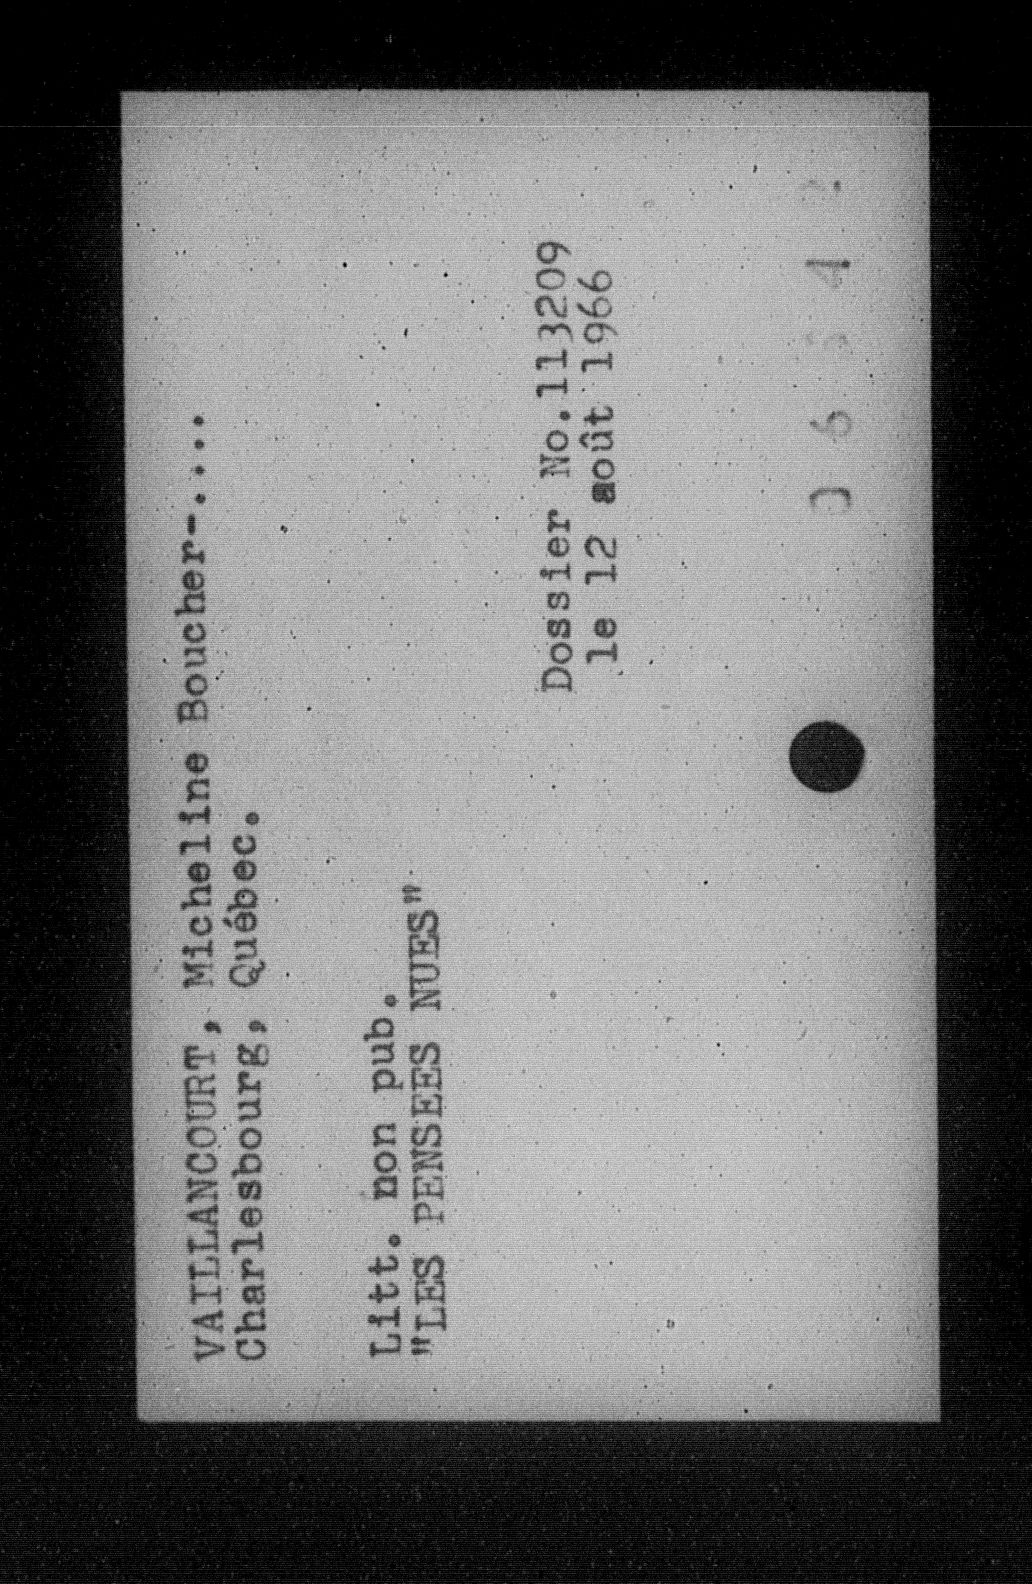 VAILLANCOURT, Micheline Boucher-....
Charlesbourg, Québec.
Litt. non pub.
"LES PENSEES NUES"
Dossier No.113209
le 12 août 1966